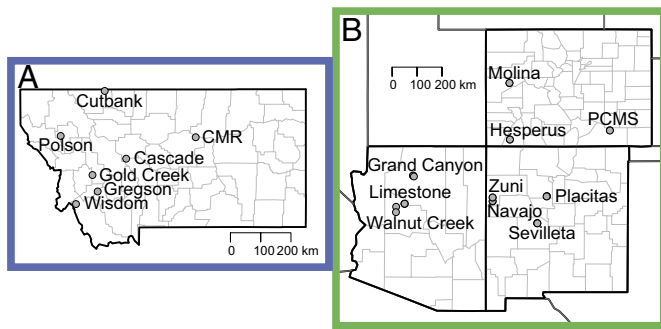 A
Cutbank
Polson
CMR
Cascade
Gold Creek
Gregson
Wisdom
0 100 200 km
B
0 100 200 km
Molina
PCMS
Hesperus
Grand Canyon
Limestone
Walnut Creek
Zuni
Placitas
Navajo
Sevilleta